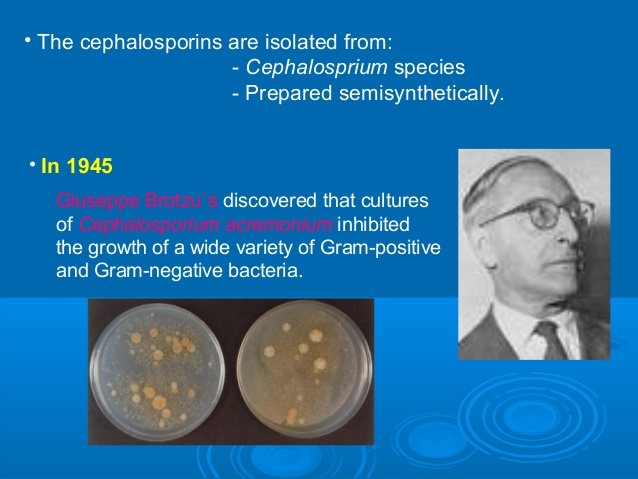 • The cephalosporins are isolated from:
- Cephalosprium species
- Prepared semisynthetically.
• In 1945
Giuseppe Brotzu`s discovered that cultures
of Cephalosporium acremonium inhibited
the growth of a wide variety of Gram-positive
and Gram-negative bacteria.